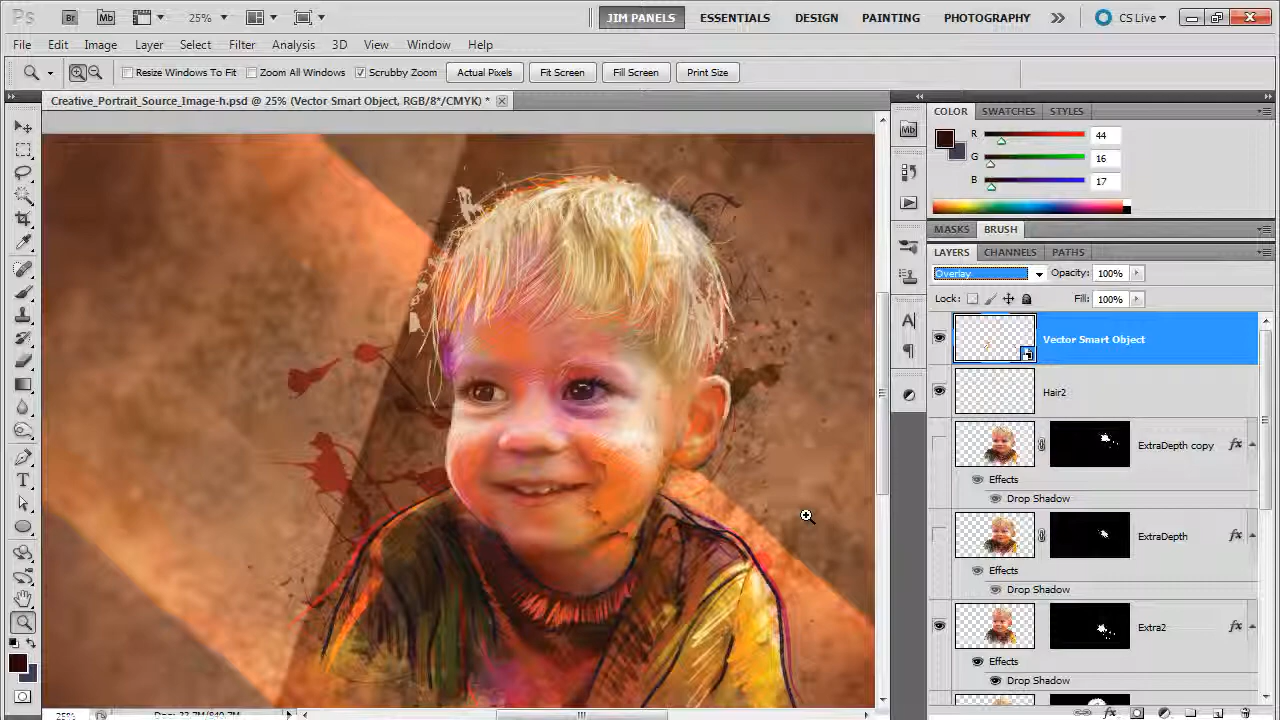 Ps Br Mb 25% JIM PANELS ESSENTIALS DESIGN PAINTING PHOTOGRAPHY CS Live
File Edit Image Layer Select Filter Analysis 3D View Window Help
Resize Windows To Fit Zoom All Windows Scrubby Zoom Actual Pixels Fit Screen Fill Screen Print Size
Creative_Portrait_Source_Image-h.psd @ 25% (Vector Smart Object, RGB/8*/CMYK) *
COLOR SWATCHES STYLES
Mb
R 44
G 16
B 17
MASKS BRUSH
LAYERS CHANNELS PATHS
Overlay Opacity: 100%
Lock: Fill: 100%
Vector Smart Object
Hair2
ExtraDepth copy fx
Effects
Drop Shadow
ExtraDepth fx
Effects
Drop Shadow
Extra2 fx
Effects
Drop Shadow